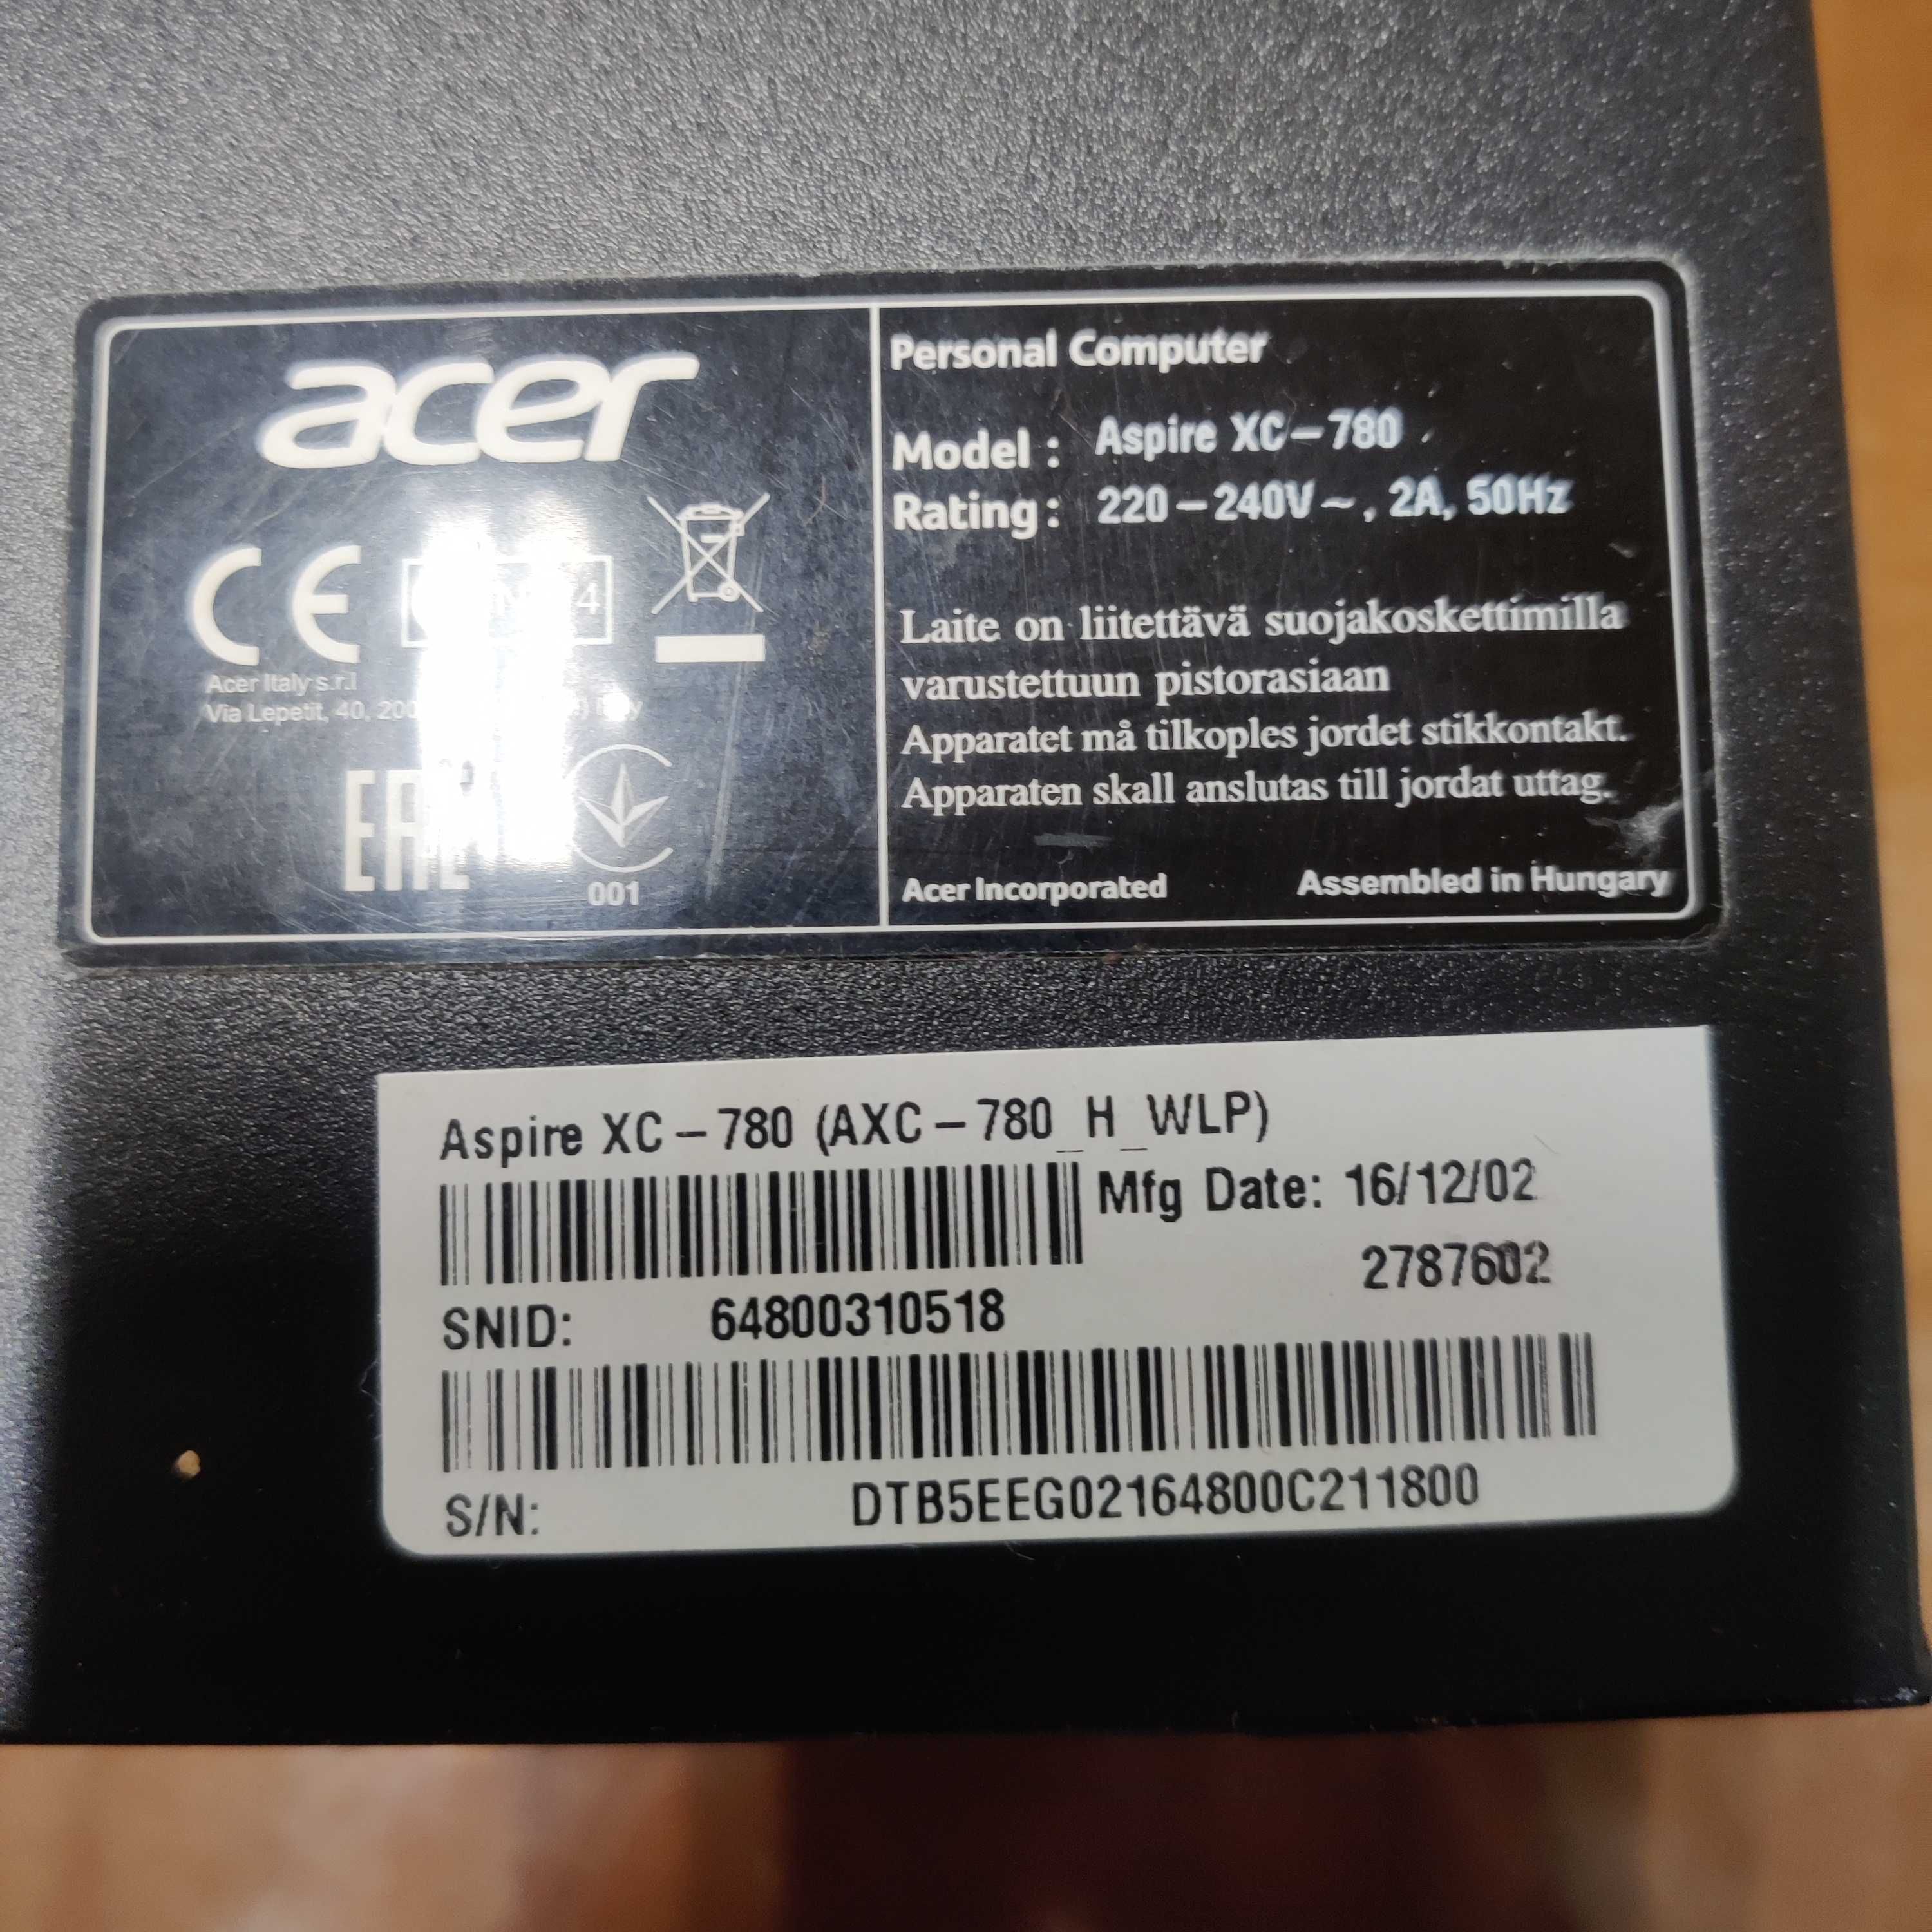 acer
CE
Acer Italy s.r.l
Via Lepetit, 40,
EAC
001
Personal Computer
Model : Aspire XC-780
Rating : 220-240V~, 2A, 50Hz
Laite on liitettävä suojakoskettimilla
varustettuun pistorasiaan
Apparatet må tilkoples jordet stikkontakt.
Apparaten skall anslutas till jordat uttag.
Acer Incorporated Assembled in Hungary
Aspire XC-780 (AXC-780_H_WLP)
Mfg Date: 16/12/02
2787602
SNID: 64800310518
S/N: DTB5EEG02164800C211800